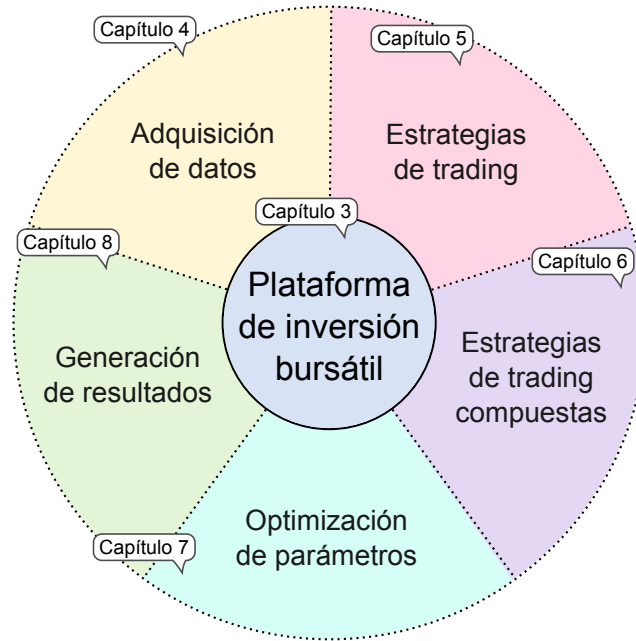 Capítulo 4
Adquisición
de datos
Capítulo 5
Estrategias
de trading
Capítulo 3
Plataforma
de inversión
bursátil
Capítulo 8
Generación
de resultados
Capítulo 6
Estrategias
de trading
compuestas
Capítulo 7
Optimización
de parámetros